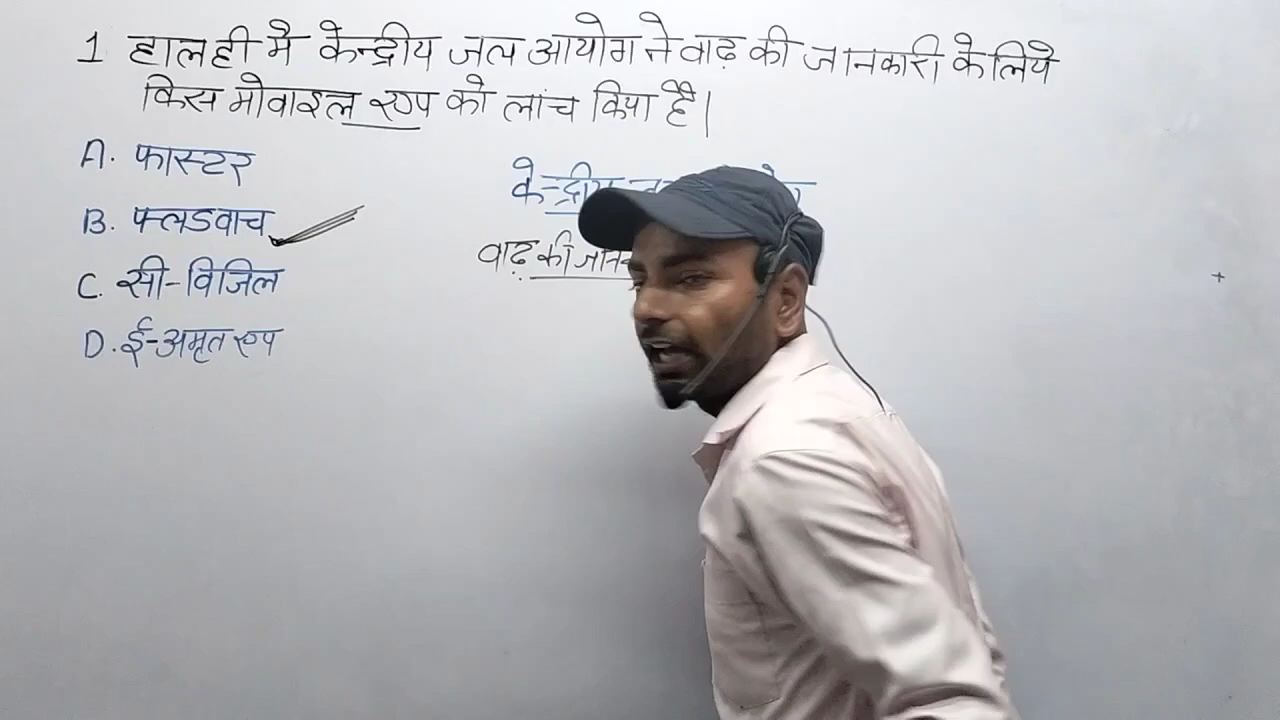 1 हालही मै केन्द्रीय जल आयोग ने वाढ़ की जानकारी के लिये
किस मोवाइल एप को लांच किया है।
A. फास्टर
B. फ्लडवाच
C. सी-विजिल
D. ई-अमृत एप
केन्द्रीय
वाढ़ की